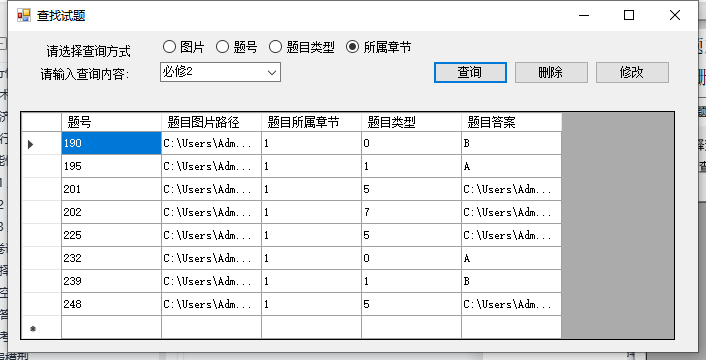 查找试题
请选择查询方式 图片 题号 题目类型 所属章节
请输入查询内容: 必修2 查询 删除 修改
题号 题目图片路径 题目所属章节 题目类型 题目答案
190 C:\Users\Adm... 1 0 B
195 C:\Users\Adm... 1 1 A
201 C:\Users\Adm... 1 5 C:\Users\Adm...
202 C:\Users\Adm... 1 7 C:\Users\Adm...
225 C:\Users\Adm... 1 5 C:\Users\Adm...
232 C:\Users\Adm... 1 0 A
239 C:\Users\Adm... 1 1 B
248 C:\Users\Adm... 1 5 C:\Users\Adm...